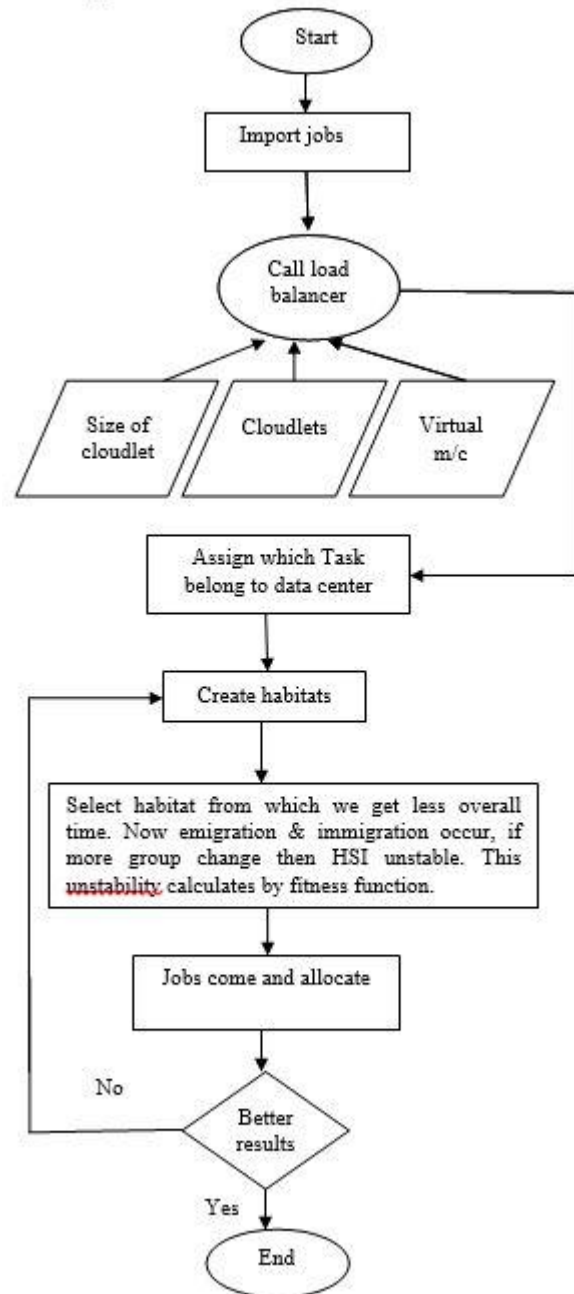 Start
Import jobs
Call load
balancer
Size of
cloudlet
Cloudlets
Virtual
m/c
Assign which Task
belong to data center
Create habitats
Select habitat from which we get less overall
time. Now emigration & immigration occur, if
more group change then HSI unstable. This
unstability calculates by fitness function.
Jobs come and allocate
No
Better
results
Yes
End